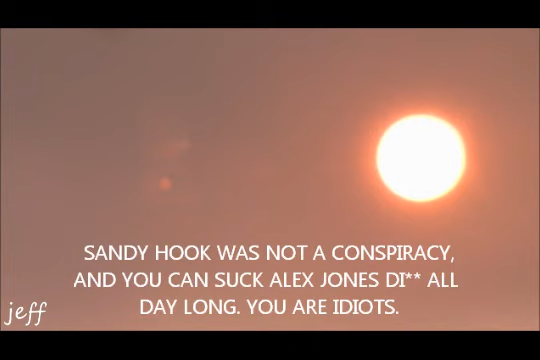 SANDY HOOK WAS NOT A CONSPIRACY,
AND YOU CAN SUCK ALEX JONES DI** ALL
DAY LONG. YOU ARE IDIOTS.
jeff